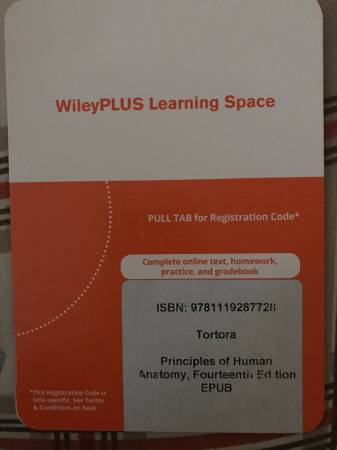 WileyPLUS Learning Space
PULL TAB for Registration Code*
Complete online text, homework,
practice, and gradebook
ISBN: 9781119287728
Tortora
Principles of Human
Anatomy, Fourteenth Edition
EPUB
*This Registration Code is
title-specific. See Terms
& Conditions on back.